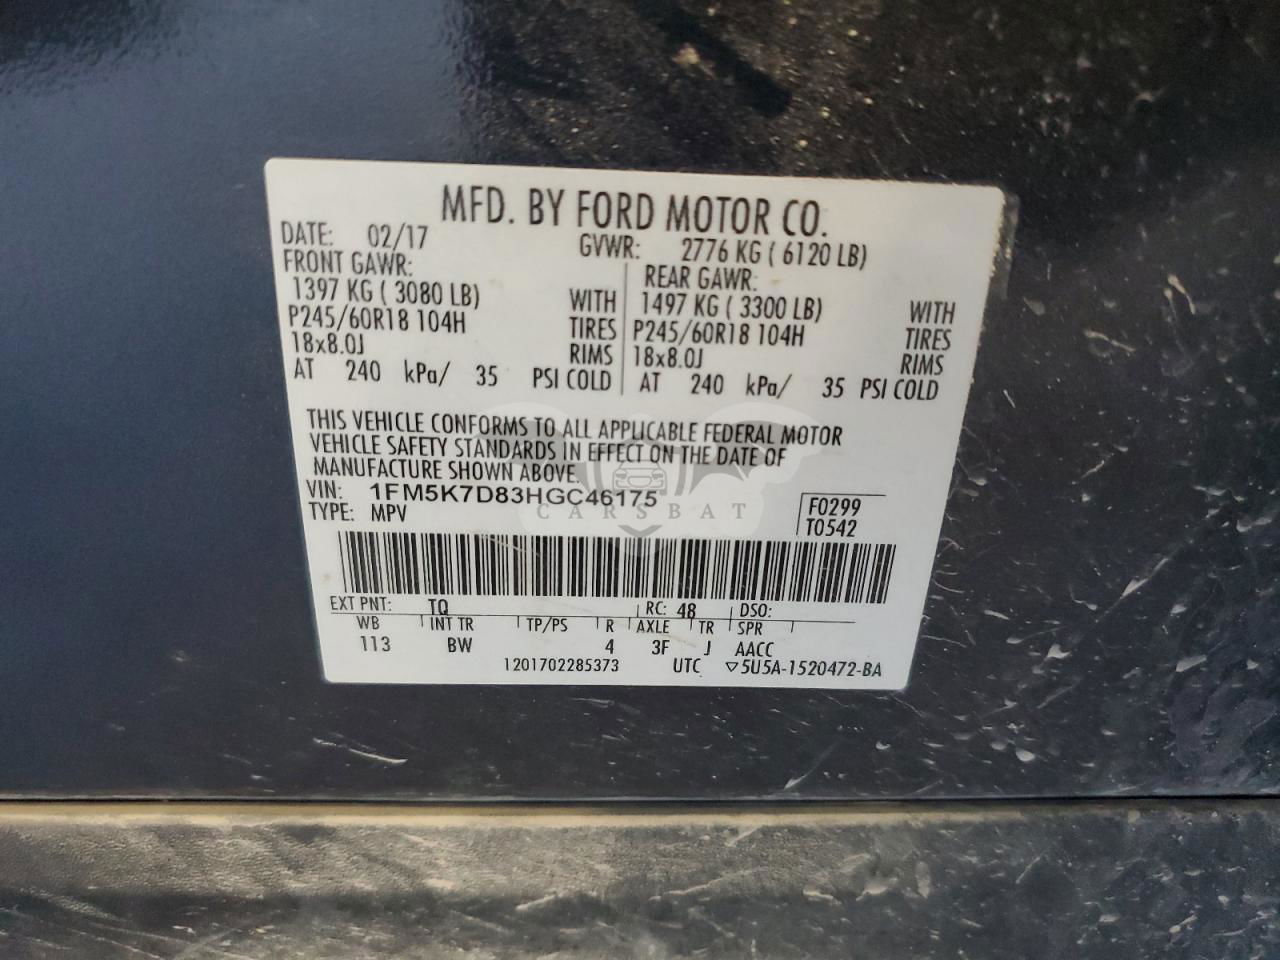 MFD. BY FORD MOTOR CO.
DATE: 02/17 GVWR: 2776 KG ( 6120 LB)
FRONT GAWR: REAR GAWR:
1397 KG ( 3080 LB) WITH 1497 KG ( 3300 LB) WITH
P245/60R18 104H TIRES P245/60R18 104H TIRES
18x8.0J RIMS 18x8.0J RIMS
AT 240 kPa/ 35 PSI COLD AT 240 kPa/ 35 PSI COLD
THIS VEHICLE CONFORMS TO ALL APPLICABLE FEDERAL MOTOR
VEHICLE SAFETY STANDARDS IN EFFECT ON THE DATE OF
MANUFACTURE SHOWN ABOVE.
VIN: 1FM5K7D83HGC46175
TYPE: MPV
F0299
T0542
CARSBAT
EXT PNT: TQ RC: 48 DSO:
WB INT TR TP/PS R AXLE TR SPR
113 BW 4 3F J AACC
1201702285373 UTC ▽5U5A-1520472-BA